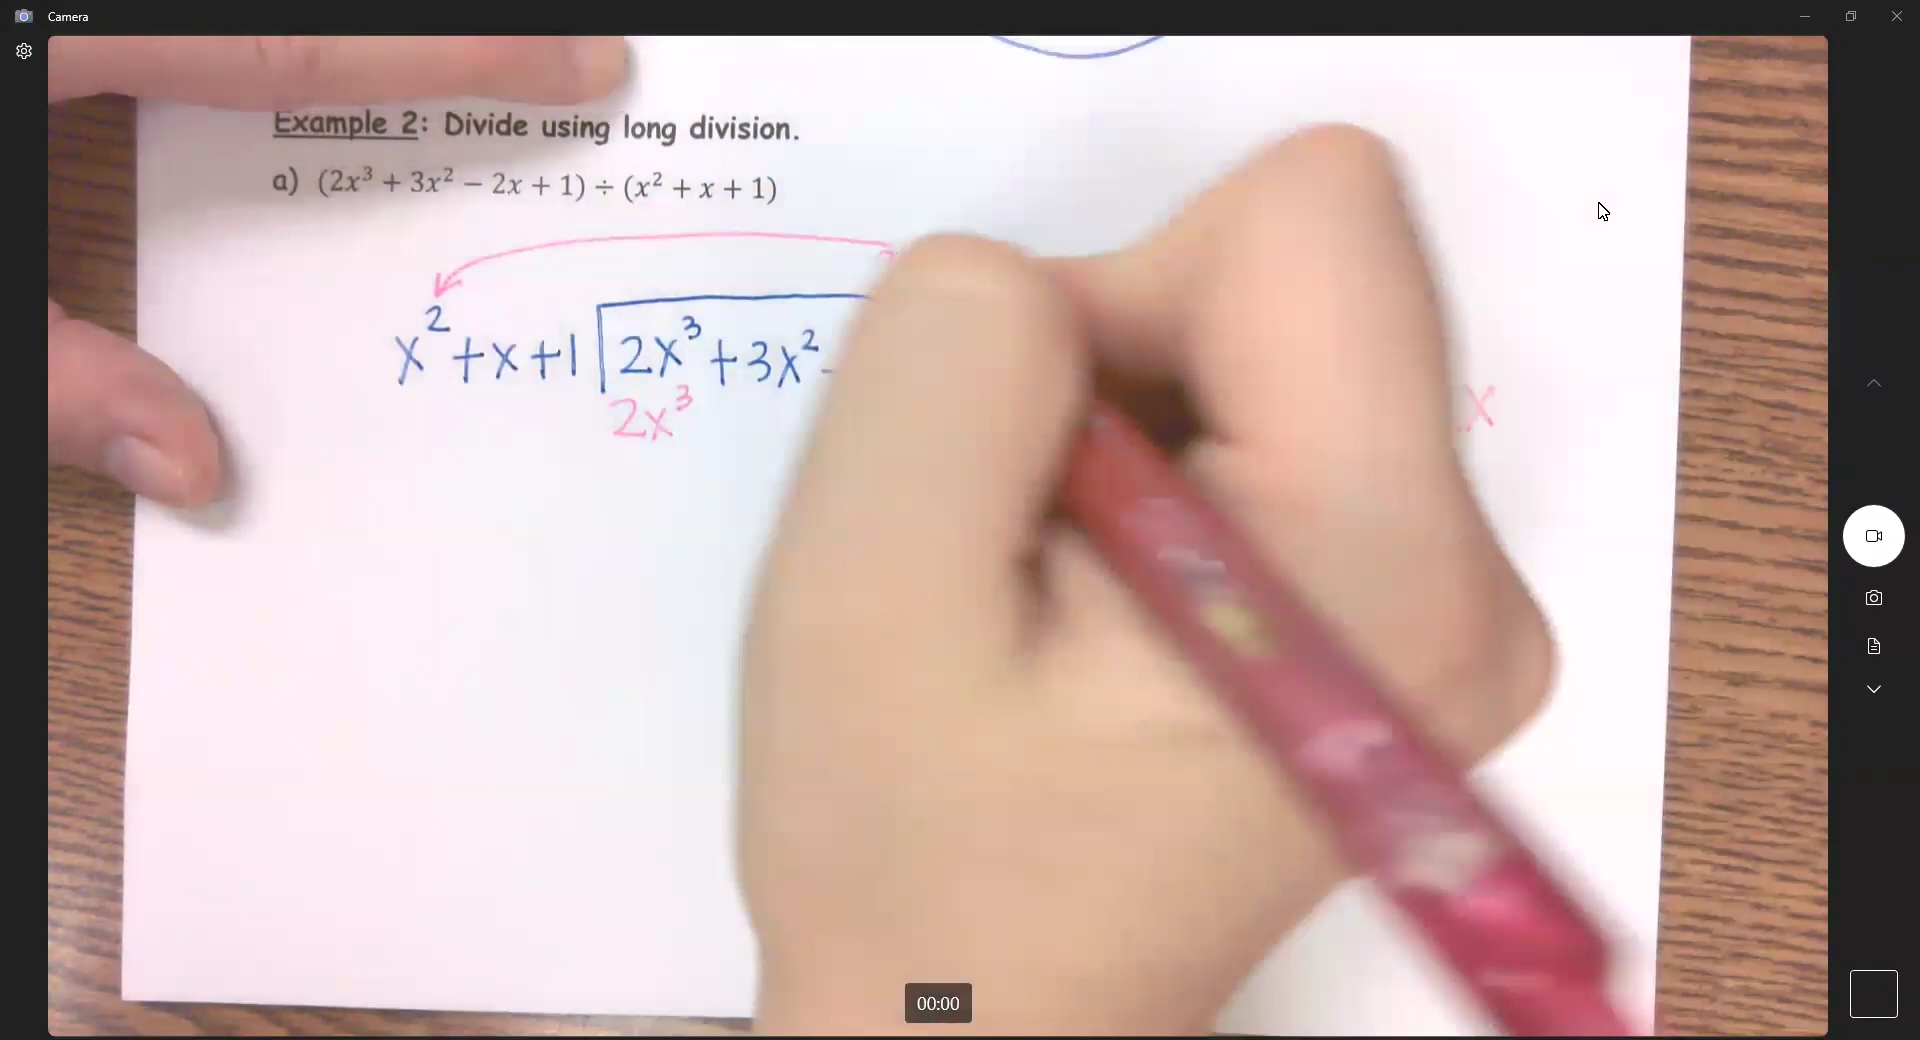 Camera
Example 2: Divide using long division.
a) (2x³ + 3x² − 2x + 1) ÷ (x² + x + 1)
x² + x + 1 2x³ + 3x² -
2x³
x
00:00